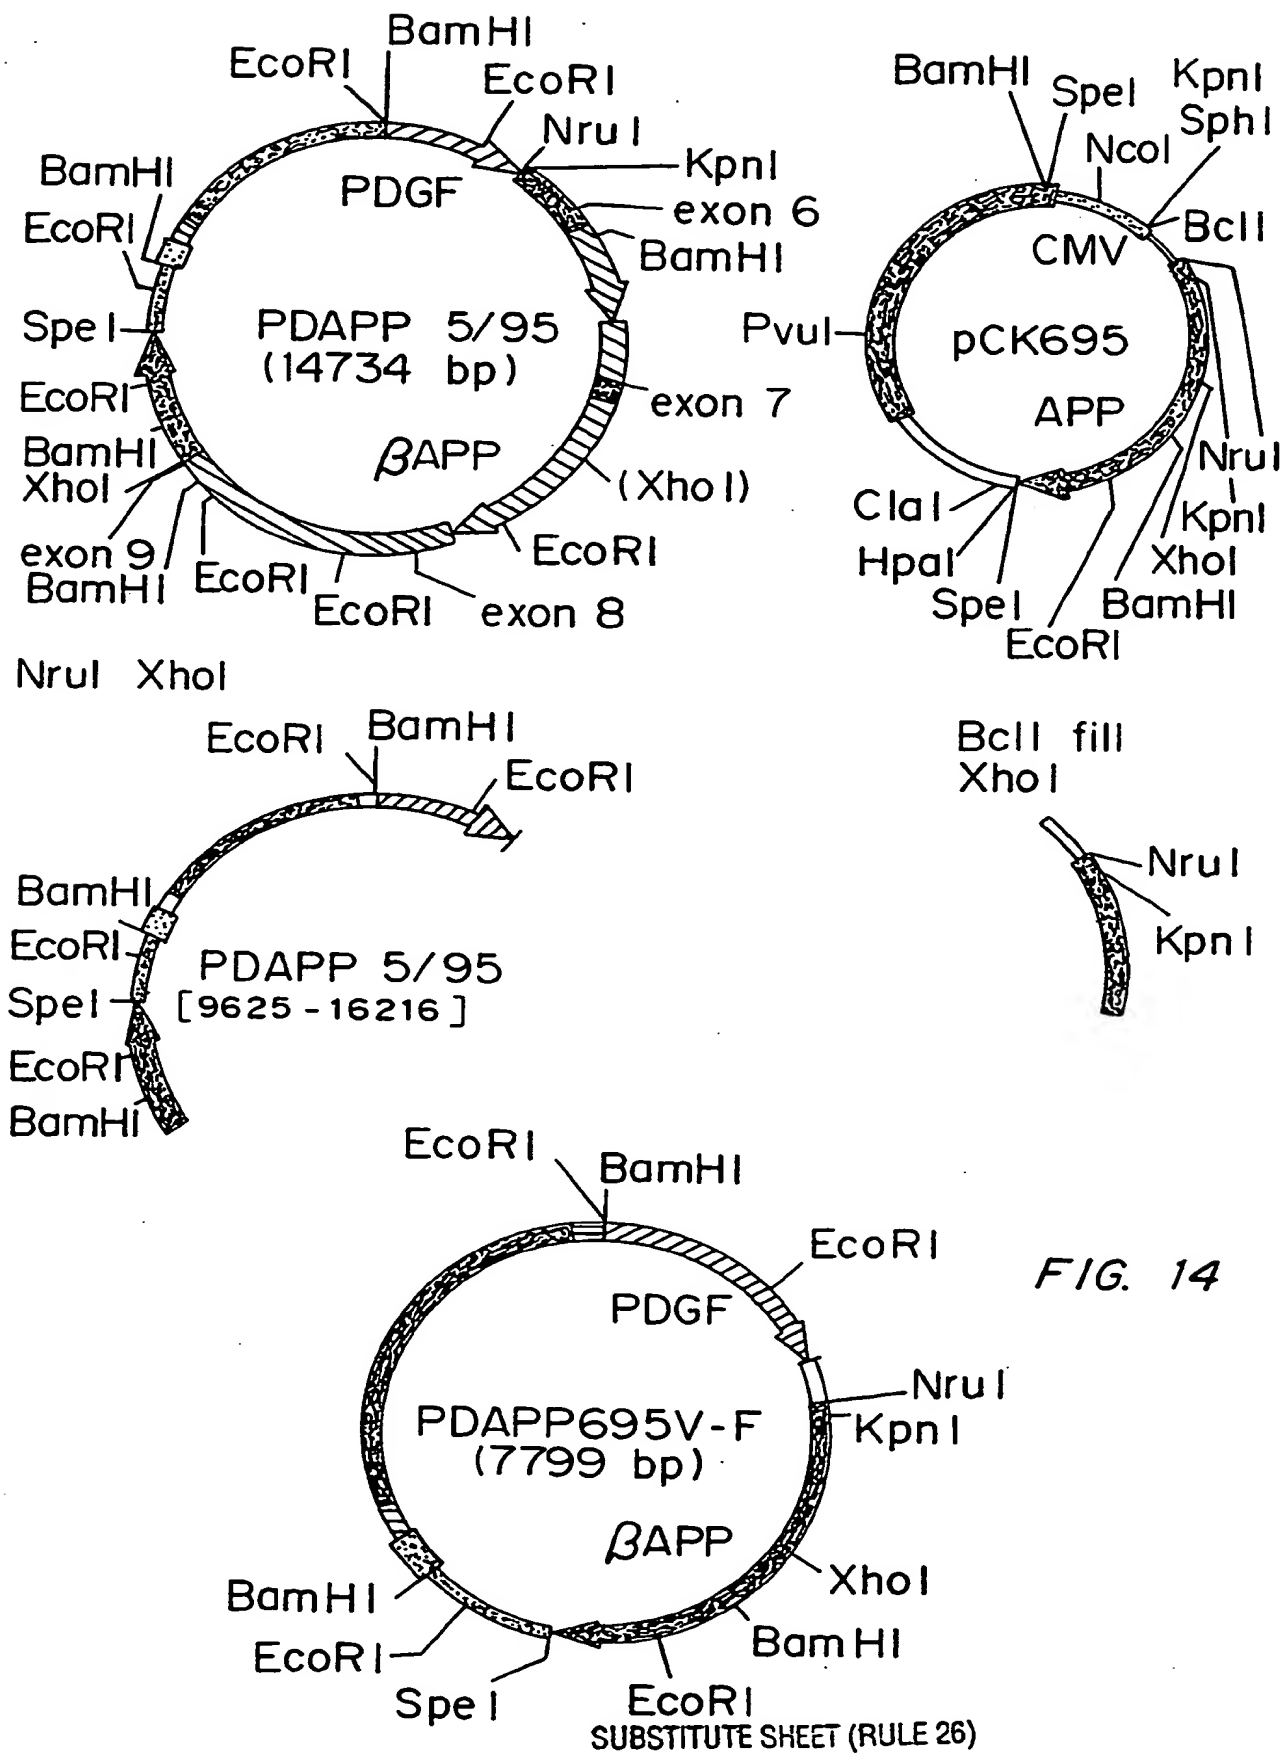 BamHI
EcoRI
EcoRI
NruI
KpnI
BamHI
EcoRI
PDGF
exon 6
BamHI
SpeI
PDAPP 5/95
(14734 bp)
EcoRI
exon 7
BamHI
XhoI
βAPP
(XhoI)
exon 9
BamHI
EcoRI
EcoRI
EcoRI
exon 8
BamHI
SpeI
KpnI
SphI
NcoI
BclI
CMV
PvuI
pCK695
APP
NruI
ClaI
KpnI
HpaI
XhoI
SpeI
BamHI
EcoRI
NruI XhoI
EcoRI
BamHI
EcoRI
BamHI
EcoRI
PDAPP 5/95
SpeI
[9625-16216]
EcoRI
BamHI
BclI fill
XhoI
NruI
KpnI
EcoRI
BamHI
EcoRI
FIG. 14
PDGF
NruI
PDAPP695V-F
KpnI
(7799 bp)
βAPP
XhoI
BamHI
BamHI
EcoRI
SpeI
EcoRI
SUBSTITUTE SHEET (RULE 26)